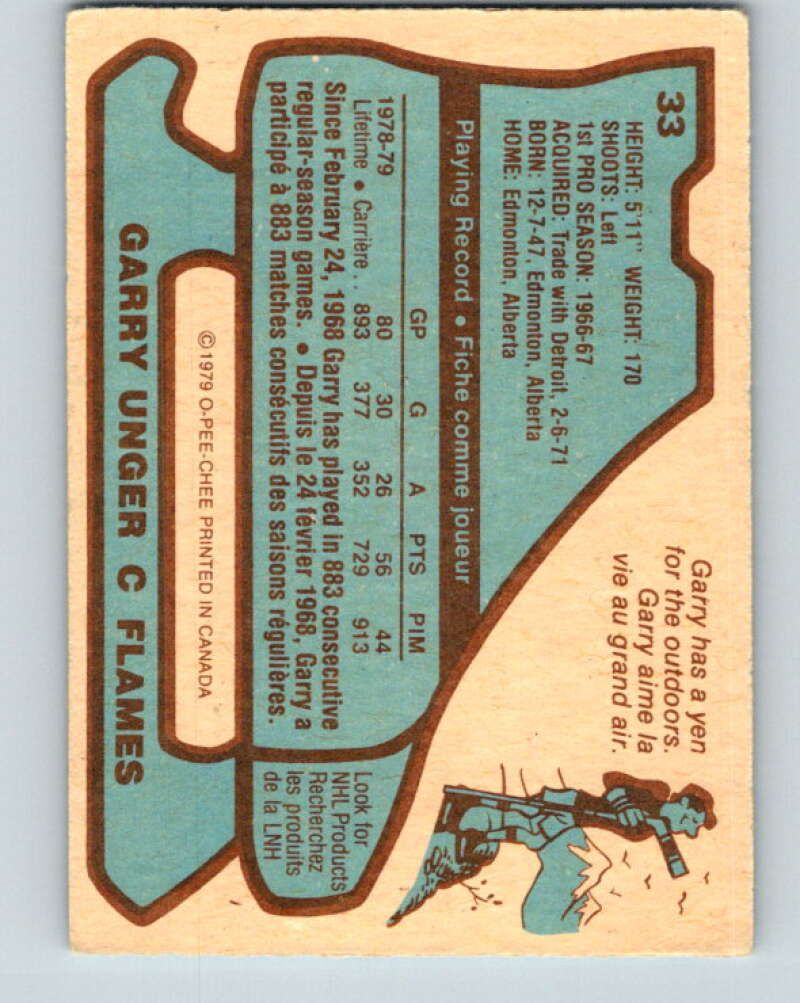 33
HEIGHT: 5'11" WEIGHT: 170
SHOOTS: Left
1st PRO SEASON: 1966-67
ACQUIRED: Trade with Detroit, 2-6-71
BORN: 12-7-47, Edmonton, Alberta
HOME: Edmonton, Alberta
Garry has a yen
for the outdoors.
Garry aime la
vie au grand air.
Playing Record • Fiche comme joueur
GP G A PTS PIM
1978-79 80 30 26 56 44
Lifetime • Carrière . . 893 377 352 729 913
Since February 24, 1968 Garry has played in 883 consecutive
regular-season games. • Depuis le 24 février 1968, Garry a
participé à 883 matches consécutifs des saisons régulières.
Look for
NHL Products
Recherchez
les produits
de la LNH
©1979 O-PEE-CHEE PRINTED IN CANADA
GARRY UNGER C FLAMES